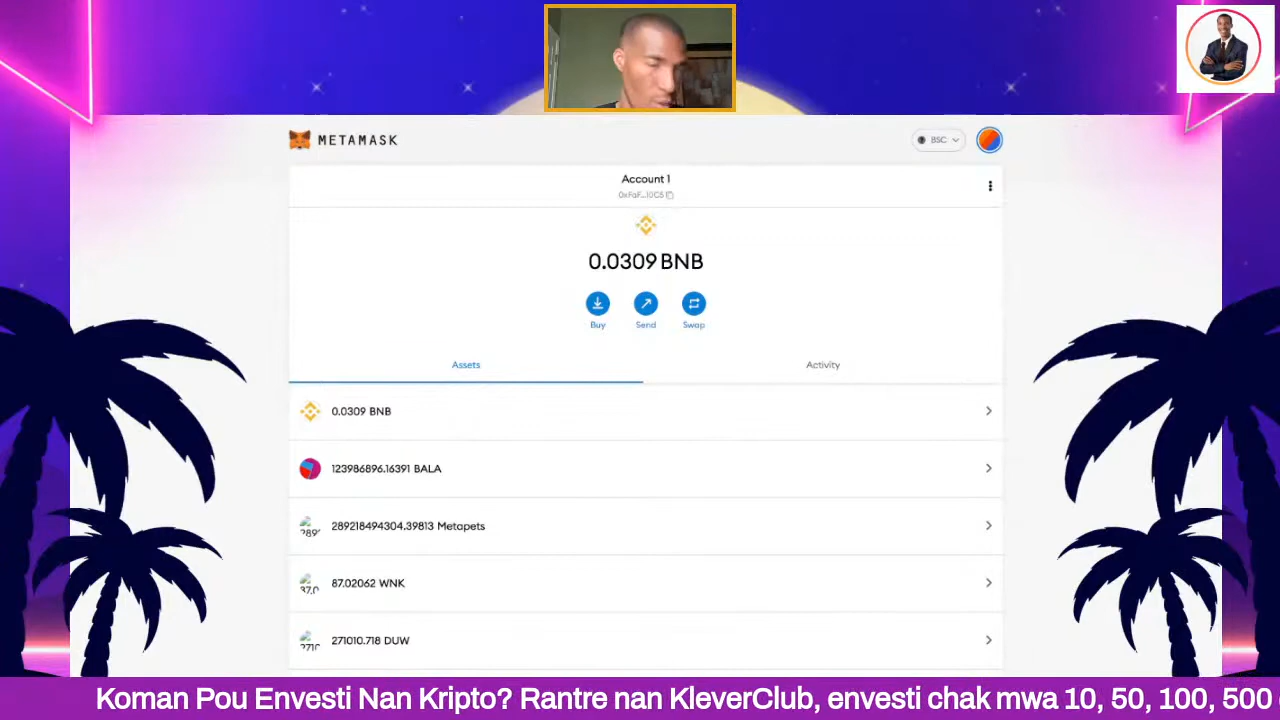 METAMASK
BSC
Account 1
0xFaF...10C5
0.0309 BNB
Buy
Send
Swap
Assets
Activity
0.0309 BNB
123986896.16391 BALA
289218494304.39813 Metapets
87.02062 WNK
271010.718 DUW
Koman Pou Envesti Nan Kripto? Rantre nan KleverClub, envesti chak mwa 10, 50, 100, 500